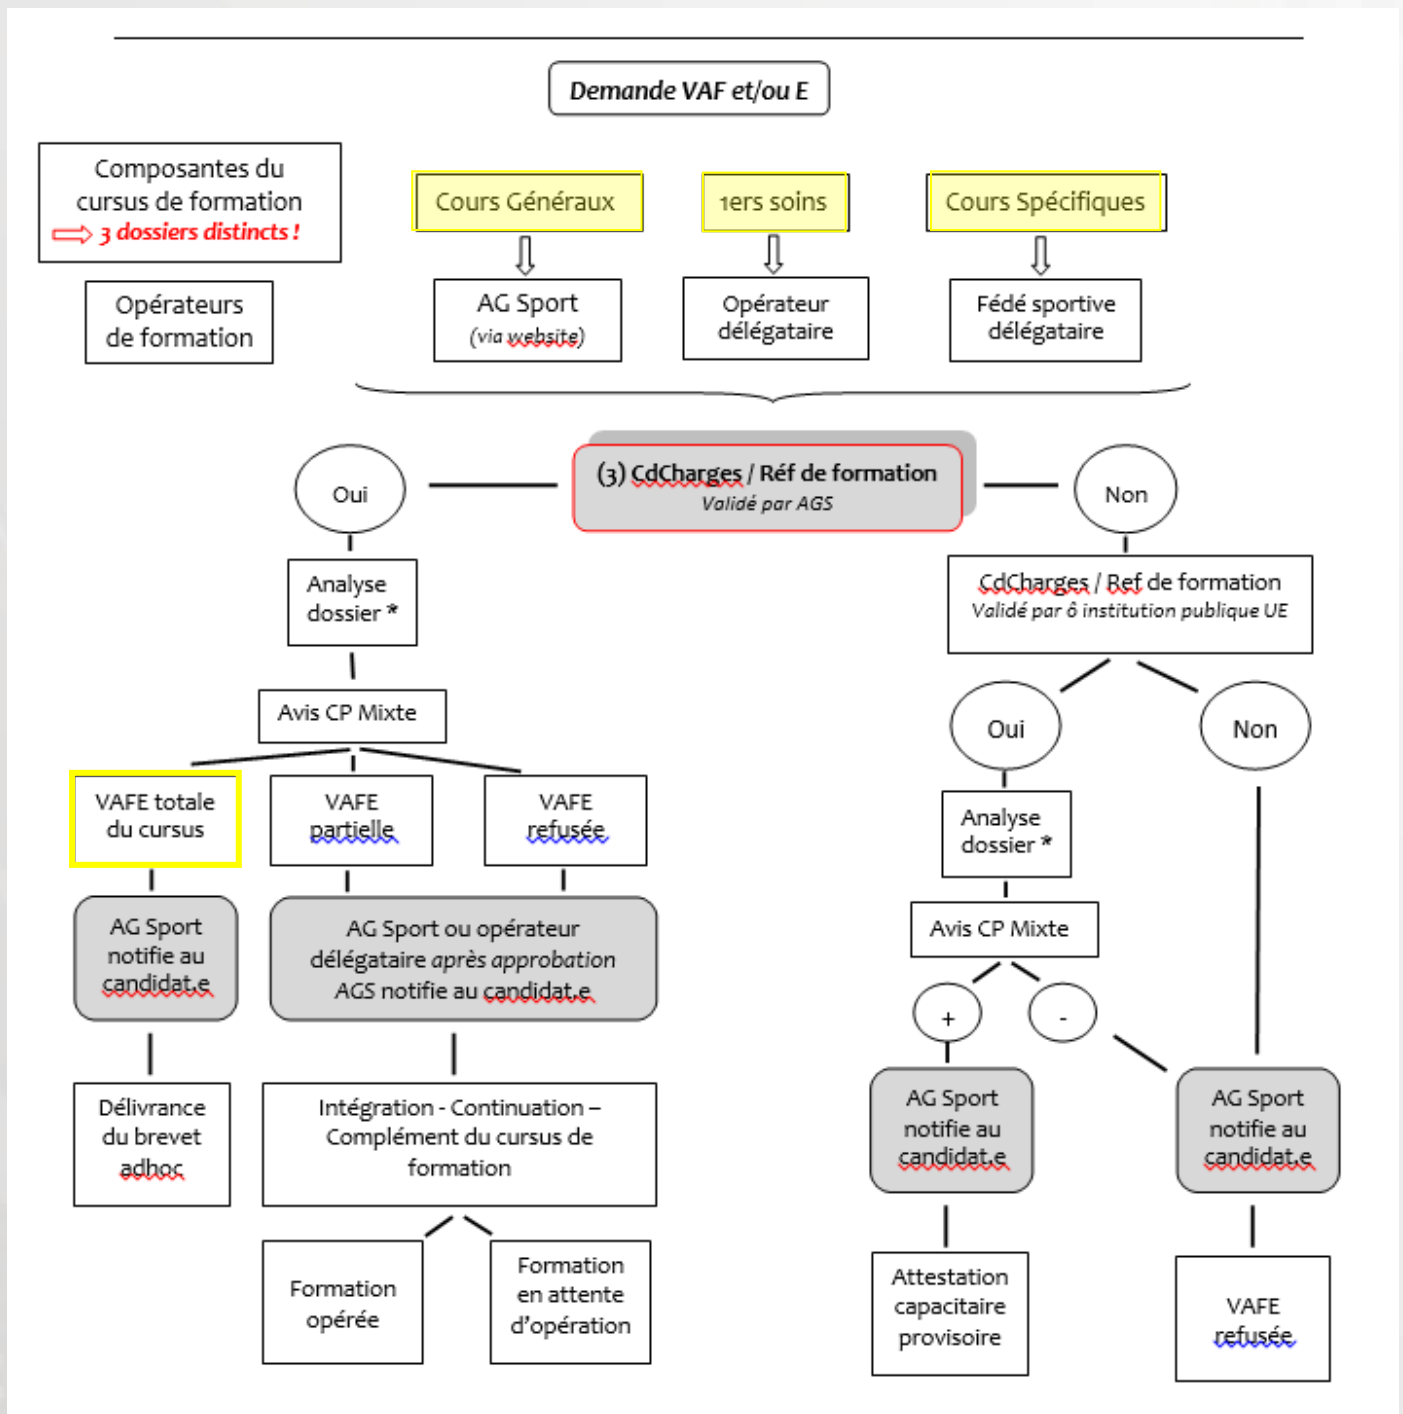 Demande VAF et/ou E
Composantes du
cursus de formation
3 dossiers distincts !
Cours Généraux
1ers soins
Cours Spécifiques
Opérateurs
de formation
AG Sport
(via website)
Opérateur
délégataire
Fédé sportive
délégataire
Oui
(3) CdCharges / Réf de formation
Validé par AGS
Non
Analyse
dossier *
CdCharges / Ref de formation
Validé par ô institution publique UE
Avis CP Mixte
Oui
Non
VAFE totale
du cursus
VAFE
partielle
VAFE
refusée
Analyse
dossier *
AG Sport
notifie au
candidat.e
AG Sport ou opérateur
délégataire après approbation
AGS notifie au candidat.e
Avis CP Mixte
+
-
Délivrance
du brevet
adhoc
Intégration - Continuation –
Complément du cursus de
formation
AG Sport
notifie au
candidat.e
AG Sport
notifie au
candidat.e
Formation
opérée
Formation
en attente
d'opération
Attestation
capacitaire
provisoire
VAFE
refusée